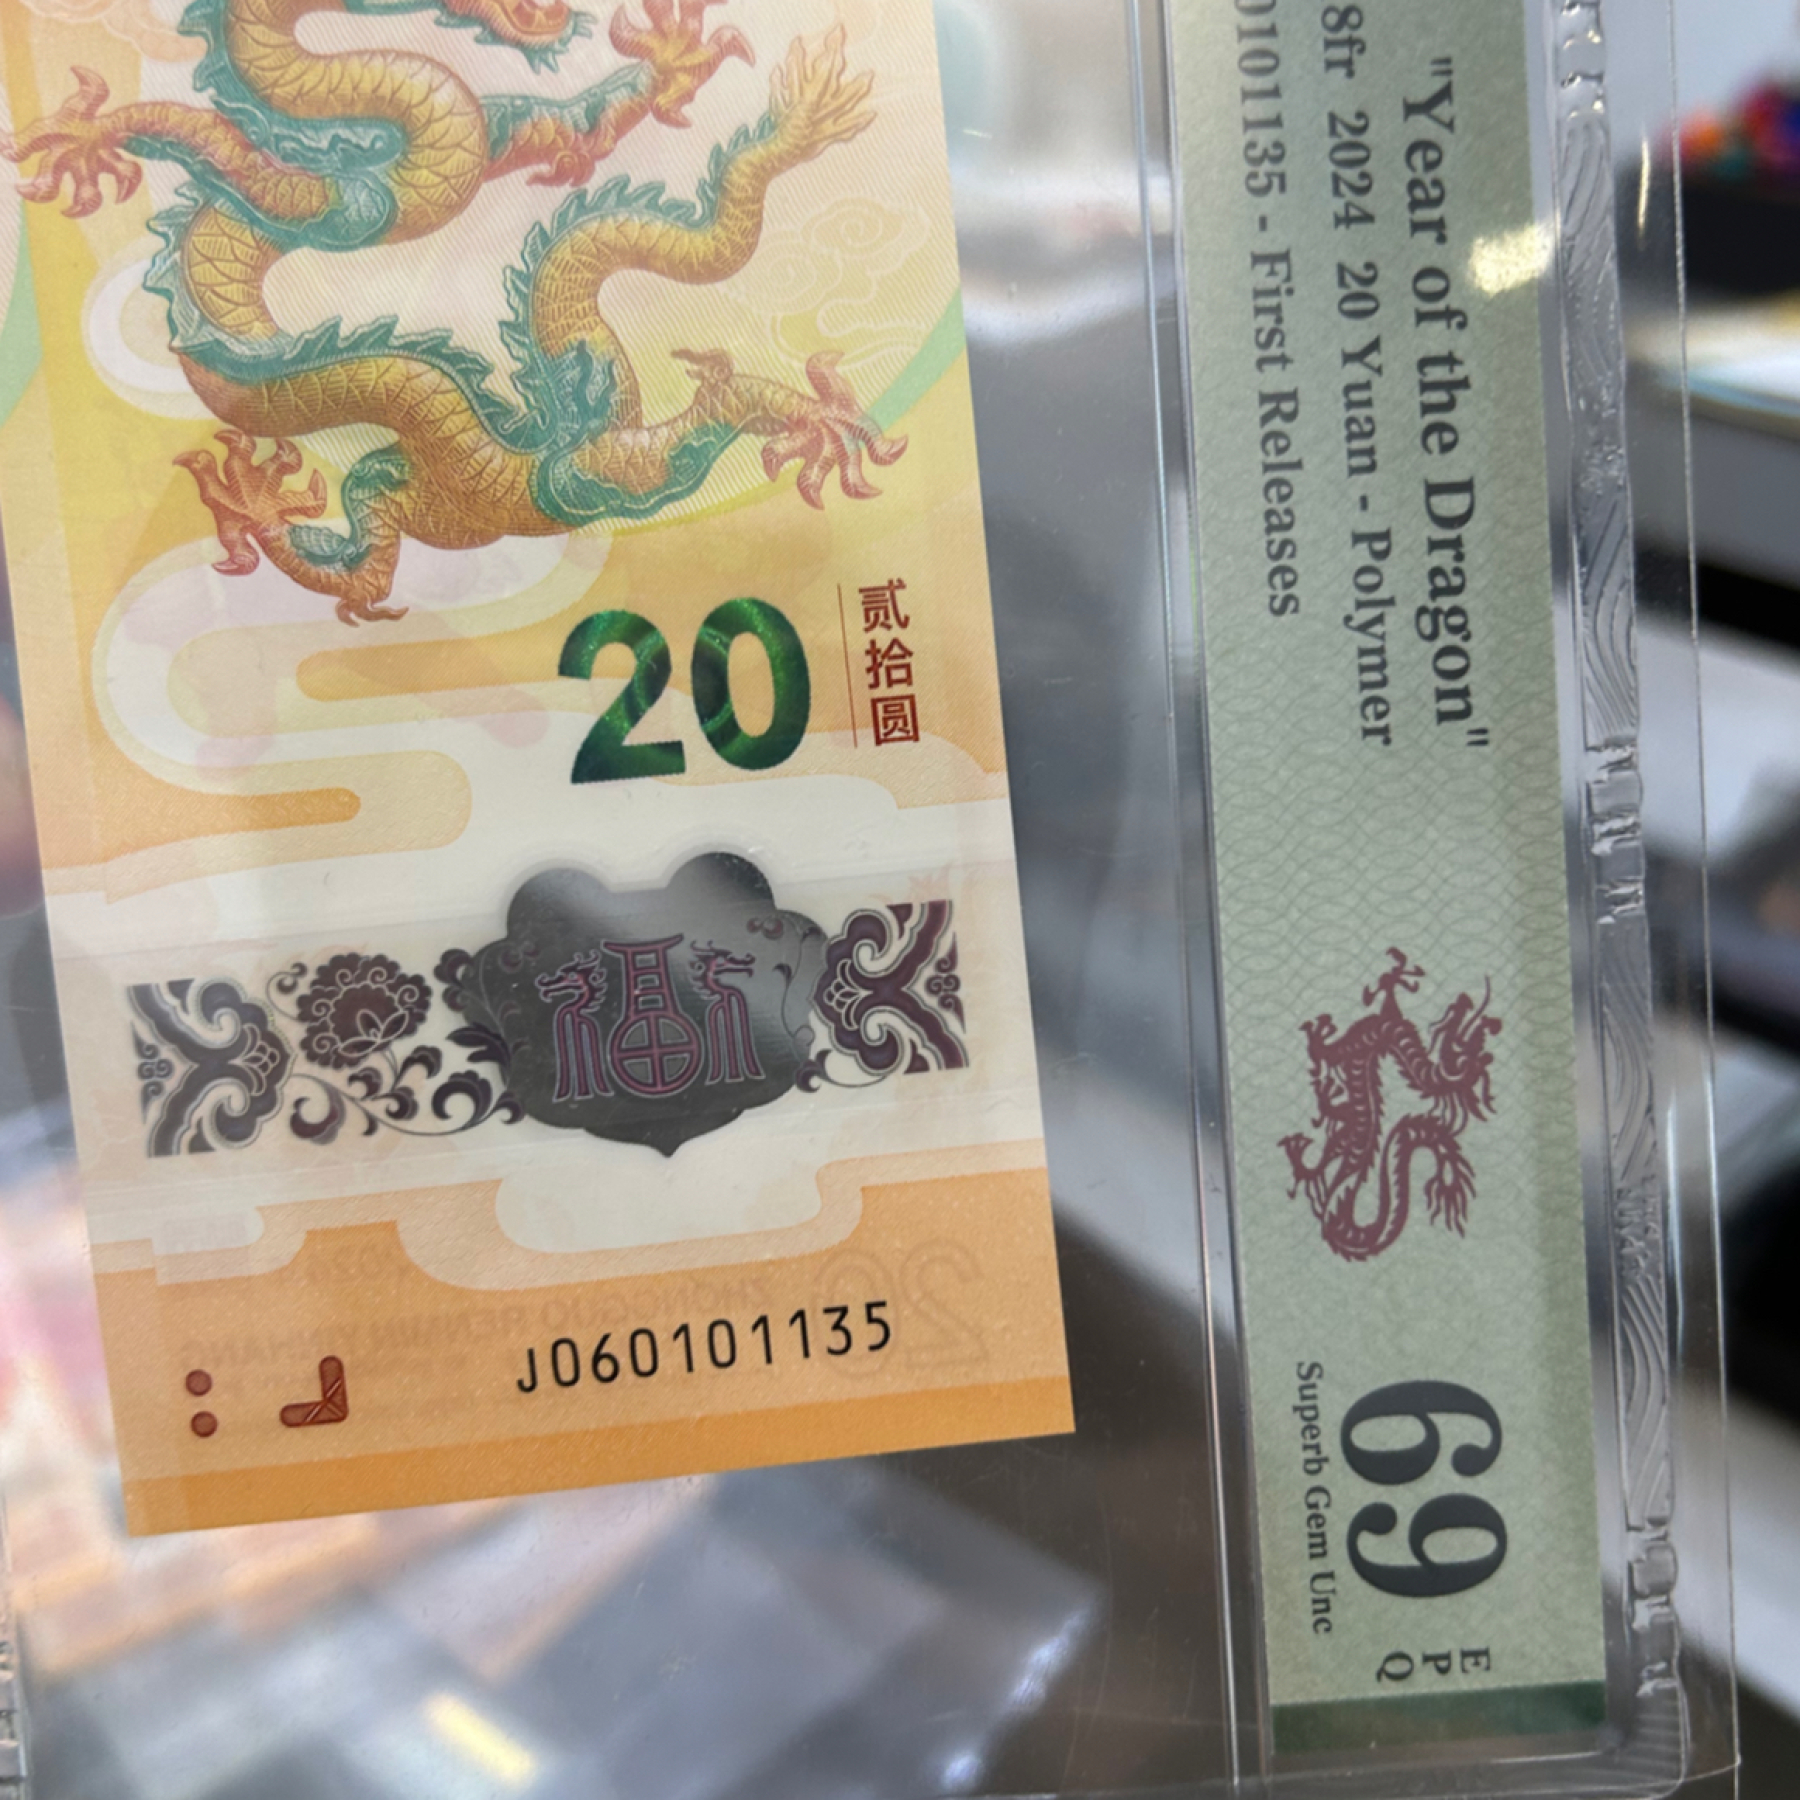 20
贰拾圆
福
J060101135
"Year of the Dragon"
8fr 2024 20 Yuan - Polymer
0101135 - First Releases
69
EPQ
Superb Gem Unc